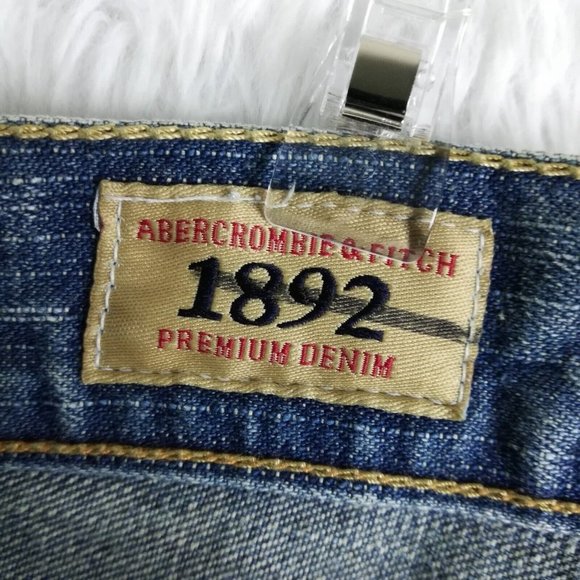 ABERCROMBIE & FITCH
1892
PREMIUM DENIM